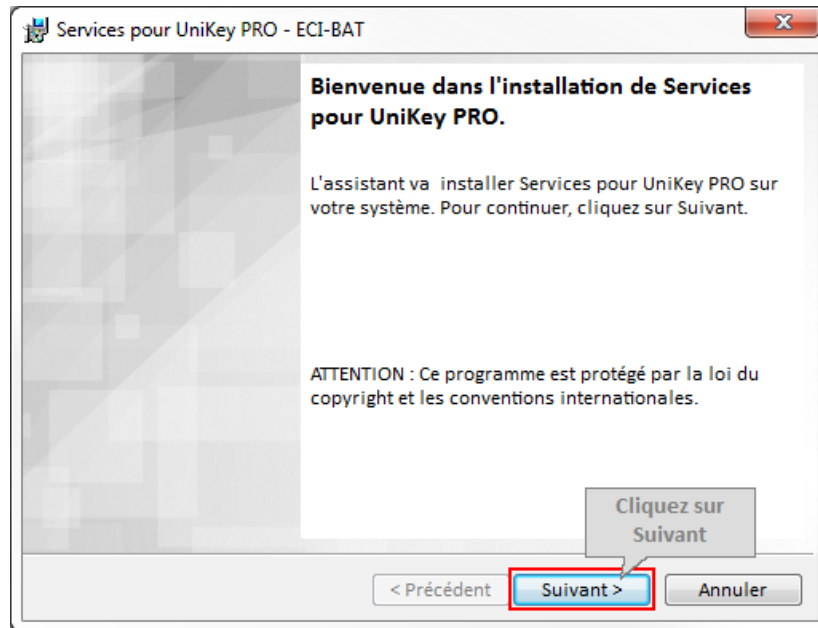 Services pour UniKey PRO - ECI-BAT
Bienvenue dans l'installation de Services
pour UniKey PRO.
L'assistant va installer Services pour UniKey PRO sur
votre système. Pour continuer, cliquez sur Suivant.
ATTENTION : Ce programme est protégé par la loi du
copyright et les conventions internationales.
Cliquez sur
Suivant
< Précédent
Suivant >
Annuler